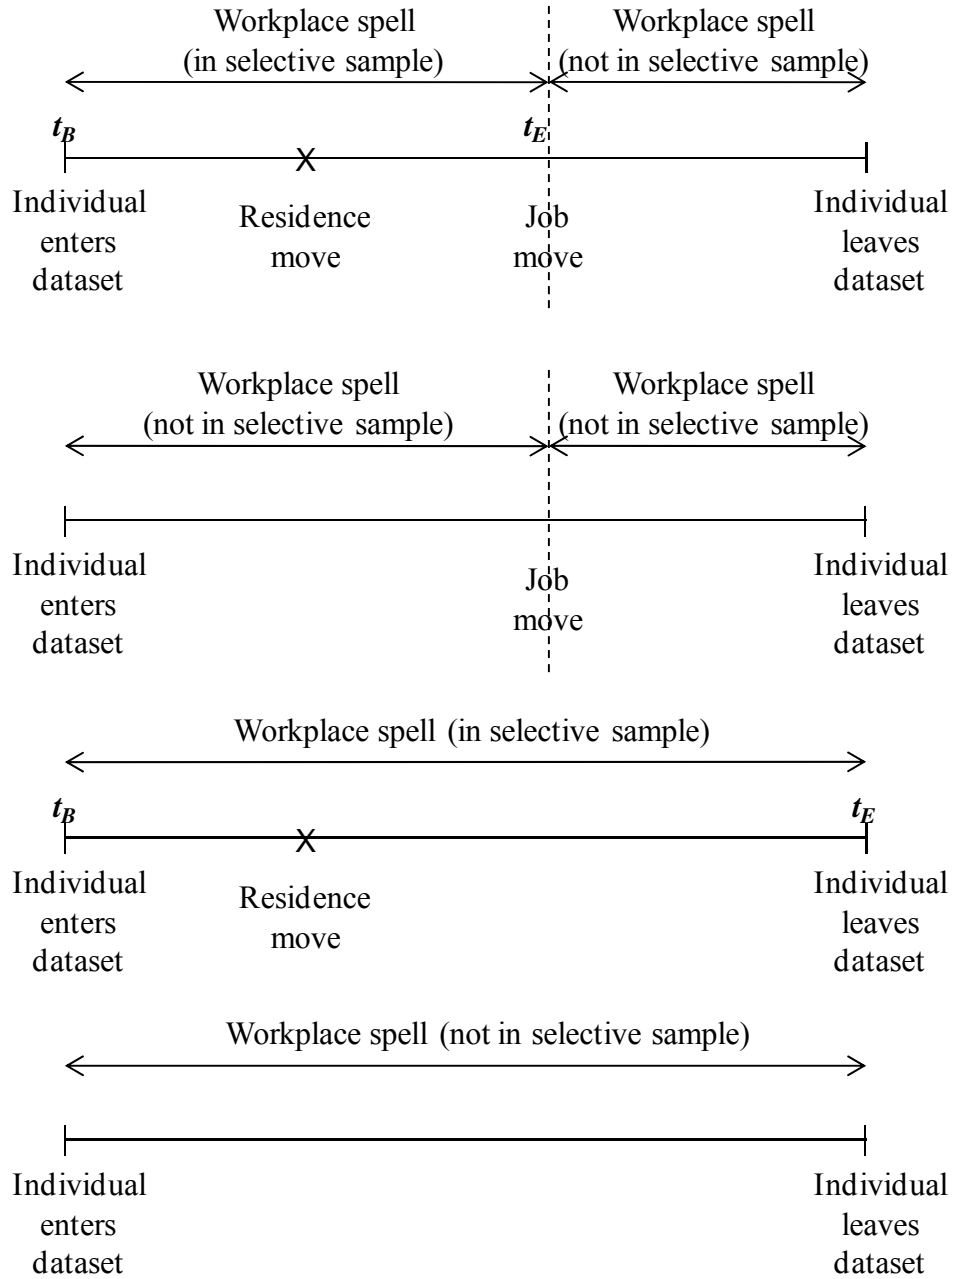 Workplace spell
(in selective sample)
Workplace spell
(not in selective sample)
t_B
t_E
Individual
enters
dataset
Residence
move
Job
move
Individual
leaves
dataset
Workplace spell
(not in selective sample)
Workplace spell
(not in selective sample)
Individual
enters
dataset
Job
move
Individual
leaves
dataset
Workplace spell (in selective sample)
t_B
t_E
Individual
enters
dataset
Residence
move
Individual
leaves
dataset
Workplace spell (not in selective sample)
Individual
enters
dataset
Individual
leaves
dataset